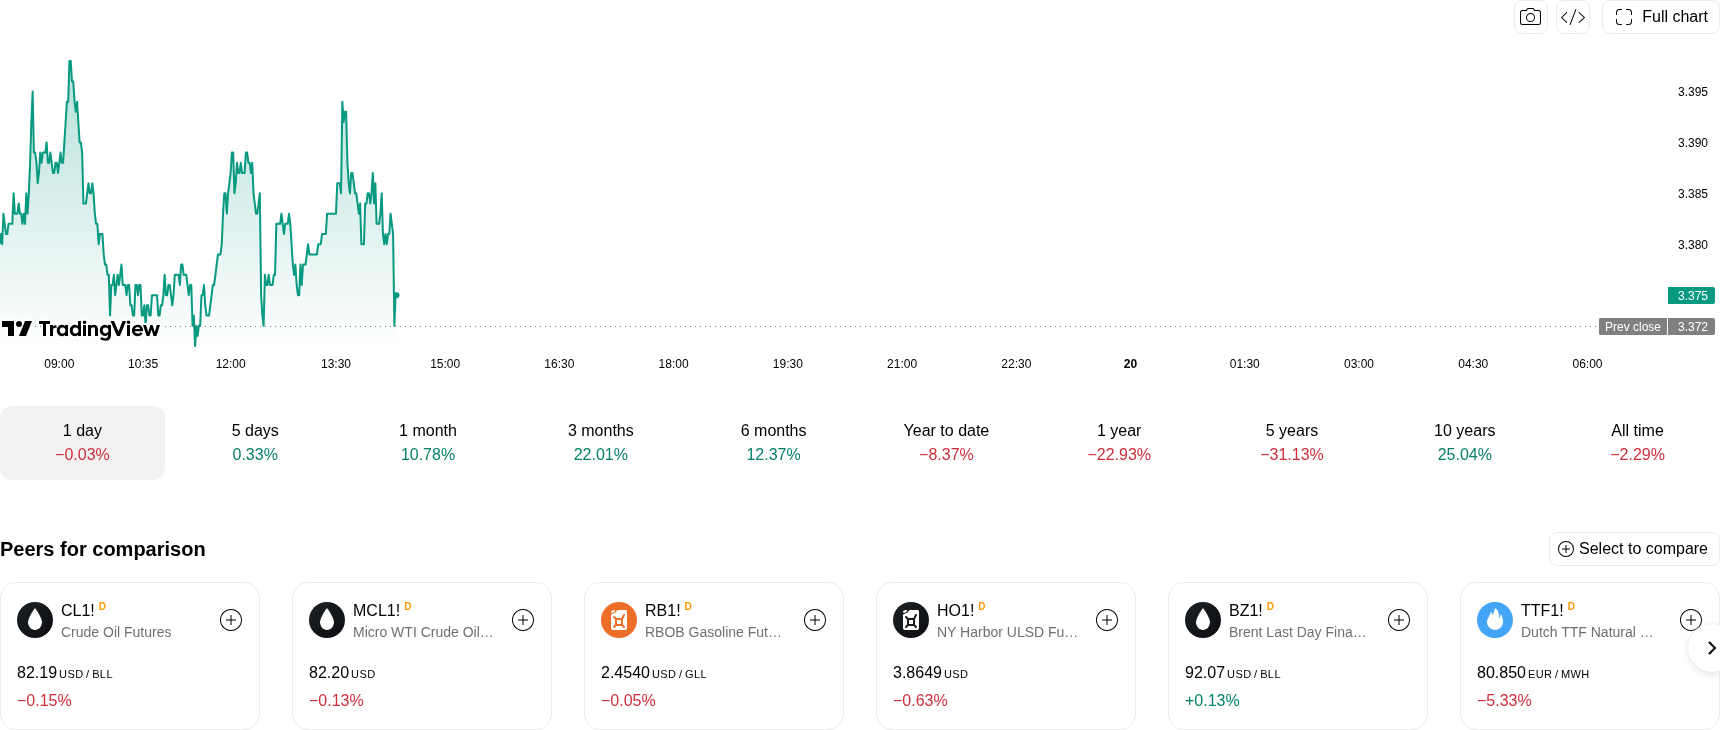 Full chart
3.395
3.390
3.385
3.380
3.375
Prev close 3.372
TradingView
09:00 10:35 12:00 13:30 15:00 16:30 18:00 19:30 21:00 22:30 20 01:30 03:00 04:30 06:00
1 day 5 days 1 month 3 months 6 months Year to date 1 year 5 years 10 years All time
−0.03% 0.33% 10.78% 22.01% 12.37% −8.37% −22.93% −31.13% 25.04% −2.29%
Peers for comparison
Select to compare
CL1! D
Crude Oil Futures
82.19 USD / BLL
−0.15%
MCL1! D
Micro WTI Crude Oil…
82.20 USD
−0.13%
RB1! D
RBOB Gasoline Fut…
2.4540 USD / GLL
−0.05%
HO1! D
NY Harbor ULSD Fu…
3.8649 USD
−0.63%
BZ1! D
Brent Last Day Fina…
92.07 USD / BLL
+0.13%
TTF1! D
Dutch TTF Natural …
80.850 EUR / MWH
−5.33%